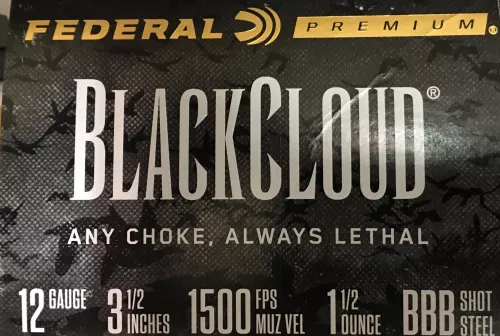 FEDERAL PREMIUM®
BLACKCLOUD®
ANY CHOKE, ALWAYS LETHAL
12 GAUGE 3 1/2 INCHES 1500 FPS MUZ VEL 1 1/2 OUNCE BBB SHOT STEEL